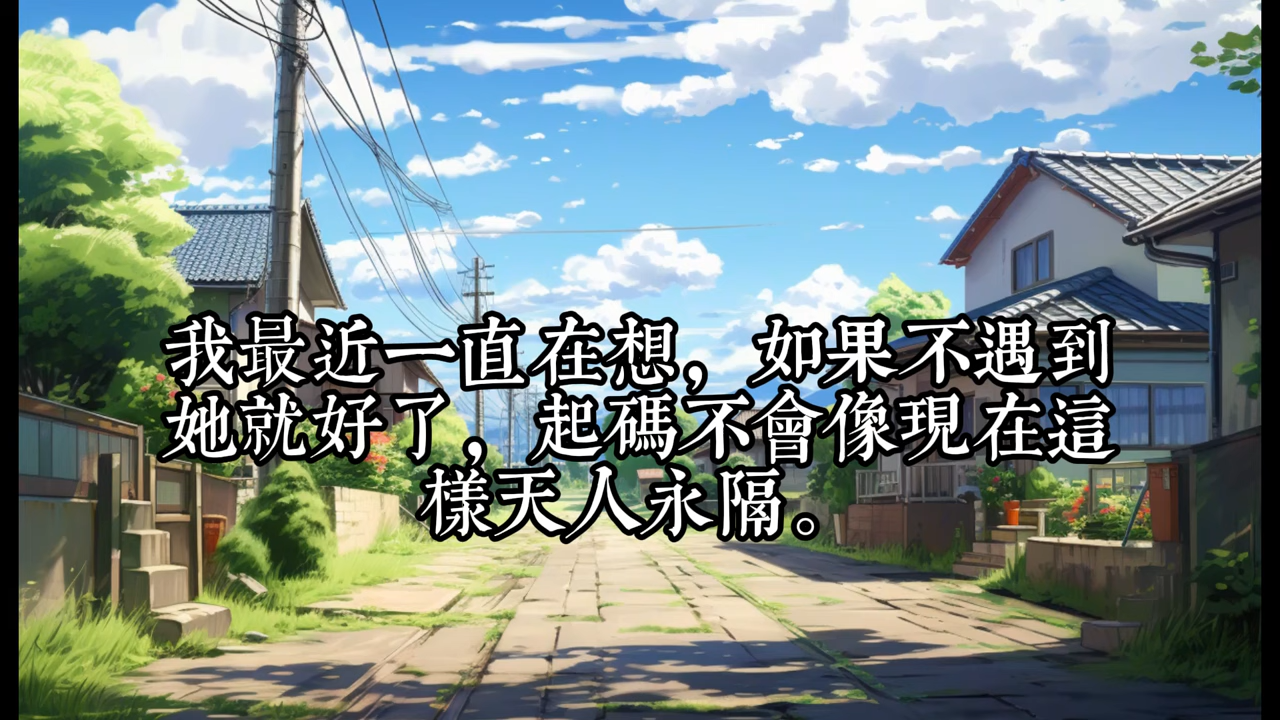 我最近一直在想，如果不遇到
她就好了，起碼不會像現在這
樣天人永隔。